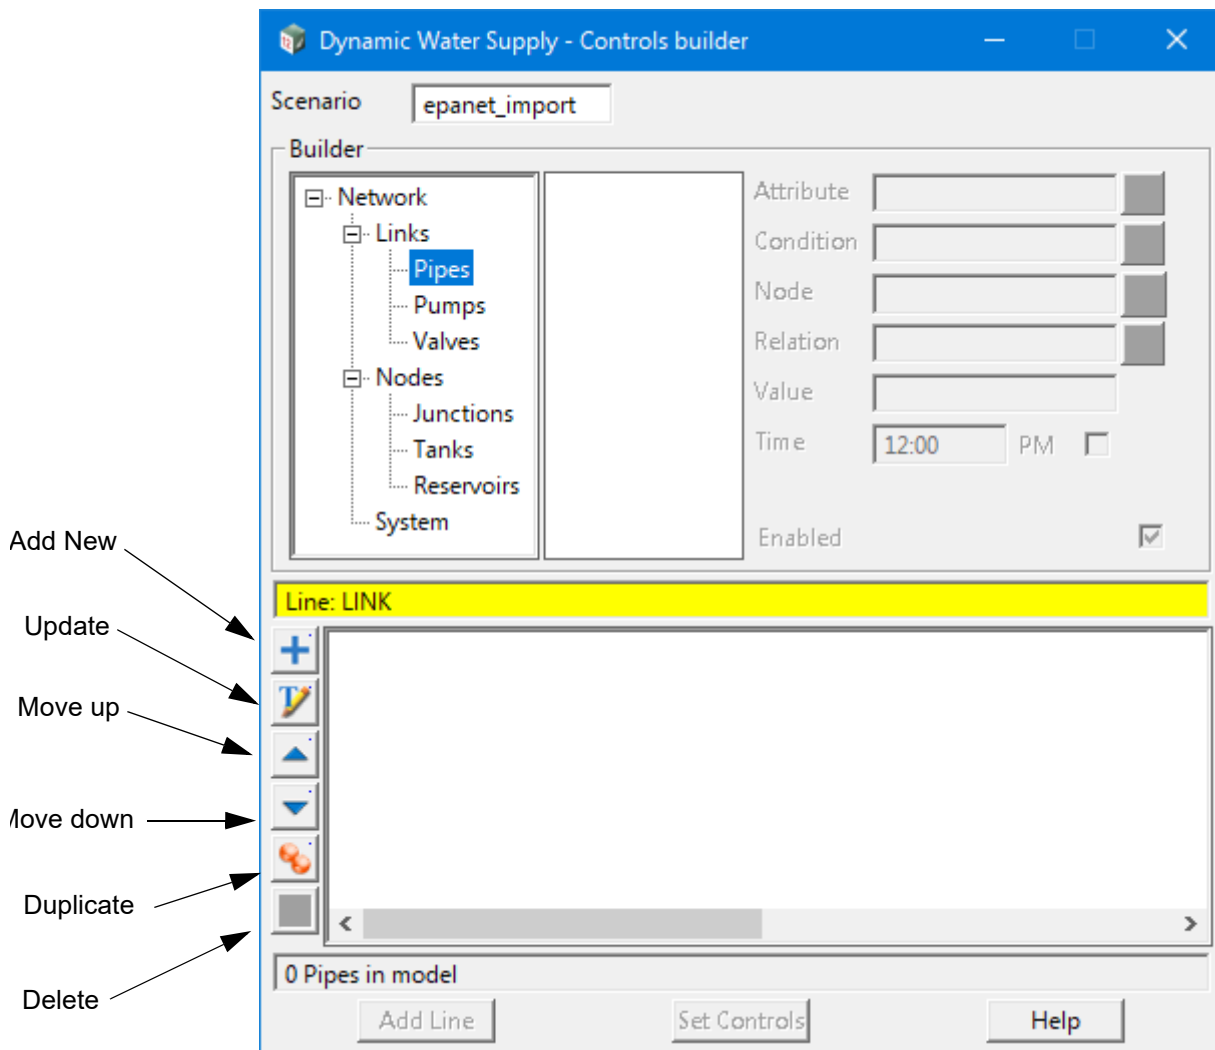 Dynamic Water Supply - Controls builder
Scenario epanet_import
Builder
Network
Links
Pipes
Pumps
Valves
Nodes
Junctions
Tanks
Reservoirs
System
Attribute
Condition
Node
Relation
Value
Time 12:00 PM
Enabled
Line: LINK
Add New
Update
Move up
Move down
Duplicate
Delete
0 Pipes in model
Add Line Set Controls Help